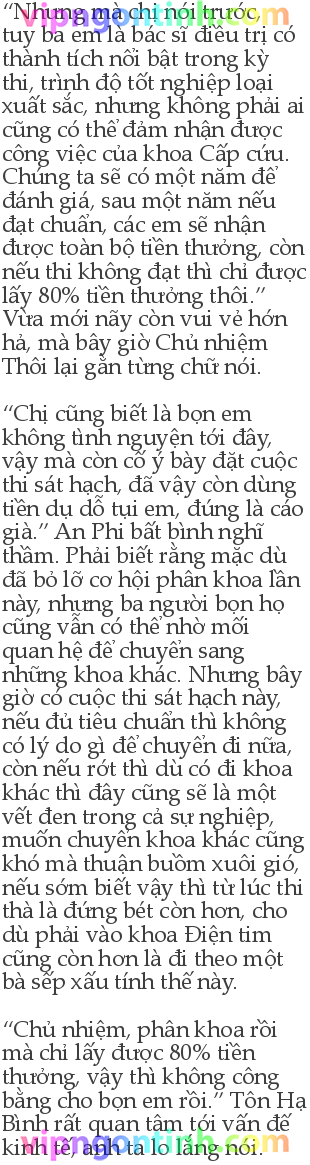 “Nhưng mà chị nói trước,
tuy ba em là bác sĩ điều trị có
thành tích nổi bật trong kỳ
thi, trình độ tốt nghiệp loại
xuất sắc, nhưng không phải ai
cũng có thể đảm nhận được
công việc của khoa Cấp cứu.
Chúng ta sẽ có một năm để
đánh giá, sau một năm nếu
đạt chuẩn, các em sẽ nhận
được toàn bộ tiền thưởng, còn
nếu thi không đạt thì chỉ được
lấy 80% tiền thưởng thôi.”
Vừa mới nãy còn vui vẻ hớn
hả, mà bây giờ Chủ nhiệm
Thôi lại gằn từng chữ nói.

“Chị cũng biết là bọn em
không tình nguyện tới đây,
vậy mà còn cố ý bày đặt cuộc
thi sát hạch, đã vậy còn dùng
tiền dụ dỗ tụi em, đúng là cáo
già.” An Phi bất bình nghĩ
thầm. Phải biết rằng mặc dù
đã bỏ lỡ cơ hội phân khoa lần
này, nhưng ba người bọn họ
cũng vẫn có thể nhờ mối
quan hệ để chuyển sang
những khoa khác. Nhưng bây
giờ có cuộc thi sát hạch này,
nếu đủ tiêu chuẩn thì không
có lý do gì để chuyển đi nữa,
còn nếu rớt thì dù có đi khoa
khác thì đây cũng sẽ là một
vết đen trong cả sự nghiệp,
muốn chuyển khoa khác cũng
khó mà thuận buồm xuôi gió,
nếu sớm biết vậy thì từ lúc thi
thà là đứng bét còn hơn, cho
dù phải vào khoa Điện tim
cũng còn hơn là đi theo một
bà sếp xấu tính thế này.

“Chủ nhiệm, phân khoa rồi
mà chỉ lấy được 80% tiền
thưởng, vậy thì không công
bằng cho bọn em rồi.” Tôn Hạ
Bình rất quan tâm tới vấn đề
kinh tế, anh ta lo lắng nói.
vipngontinh.com
vipngontinh.com